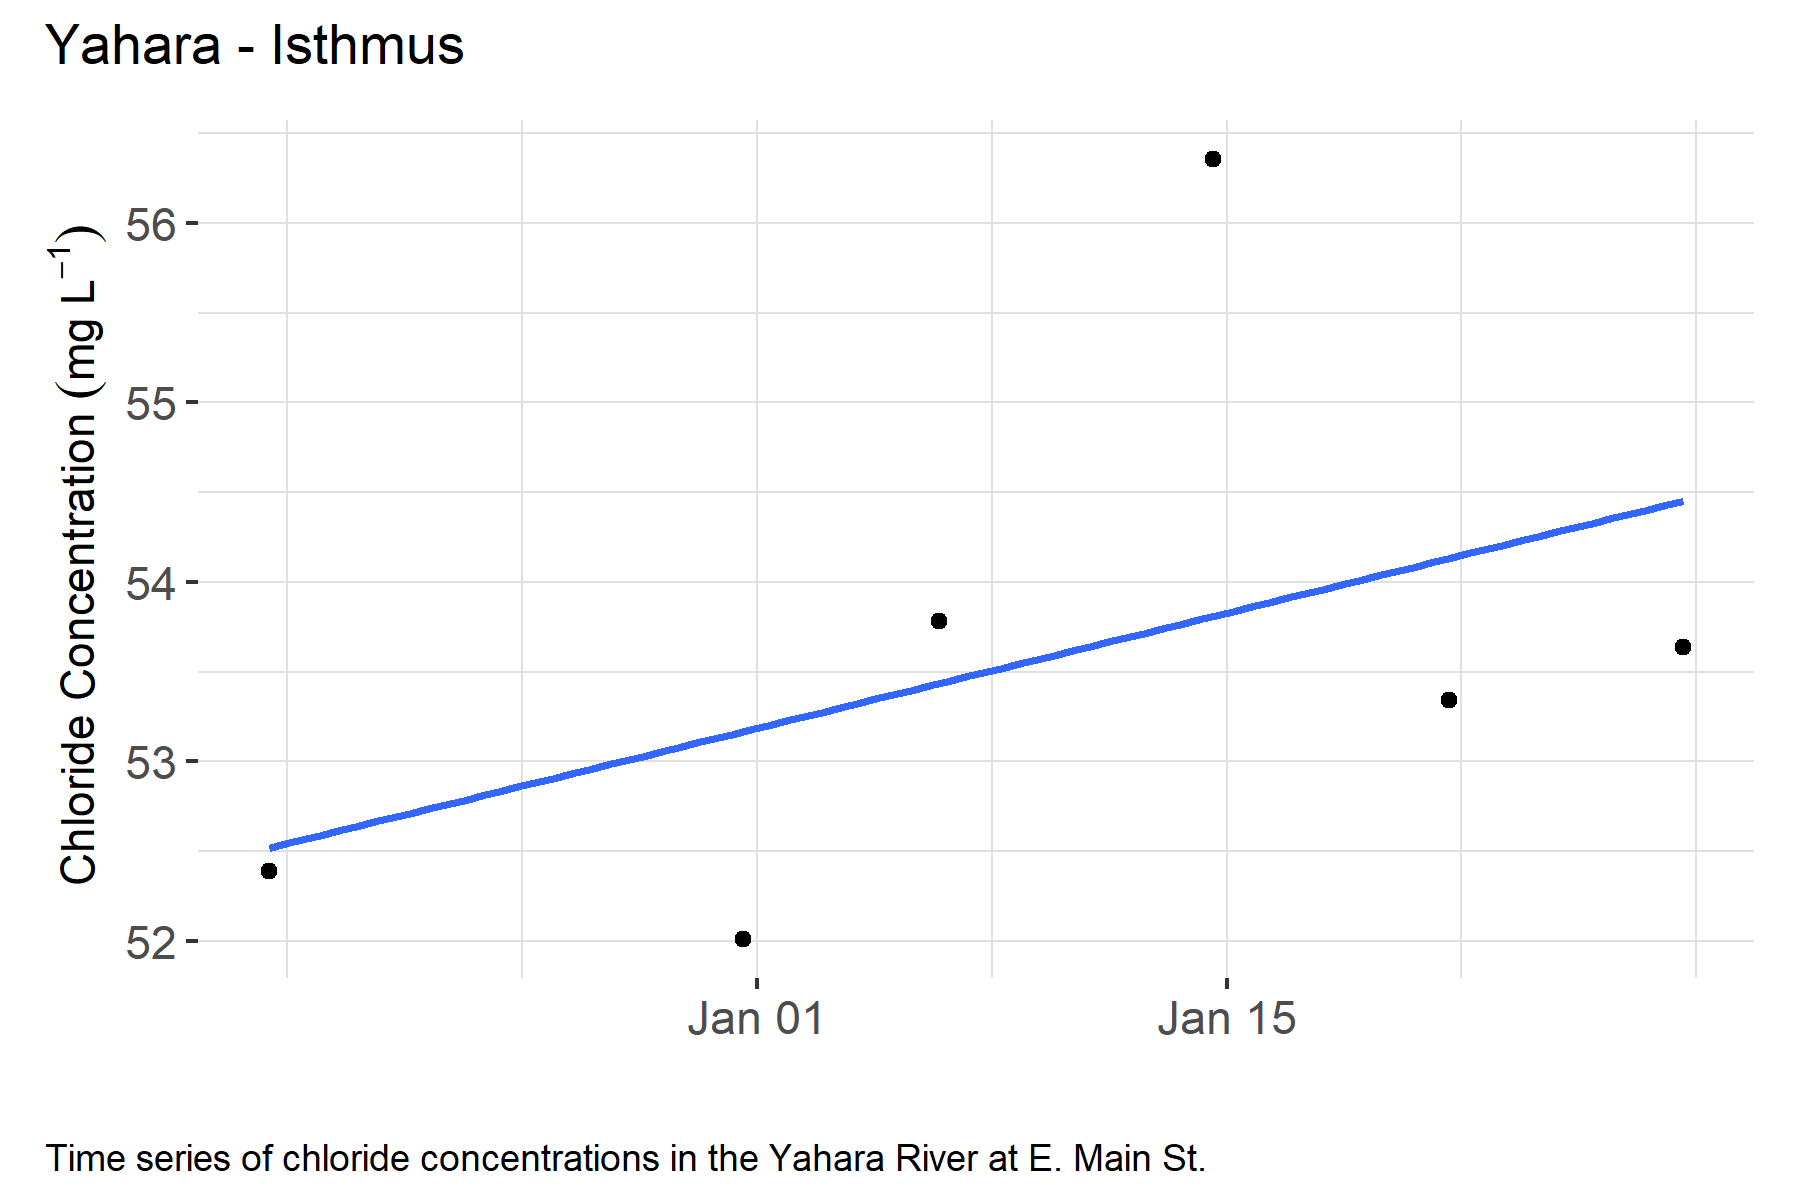 Yahara - Isthmus
Chloride Concentration (mg L⁻¹)
56
55
54
53
52
Jan 01
Jan 15
Time series of chloride concentrations in the Yahara River at E. Main St.